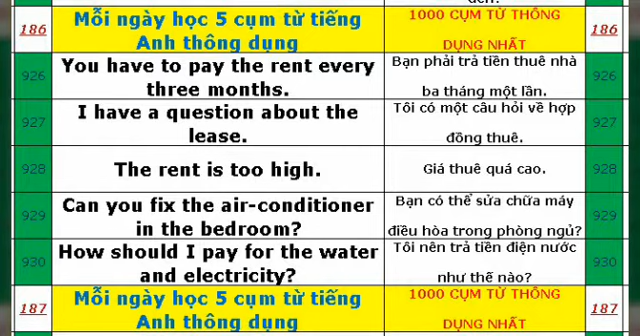 đến.
186 Mỗi ngày học 5 cụm từ tiếng 1000 CỤM TỪ THÔNG 186
Anh thông dụng DỤNG NHẤT
926 You have to pay the rent every Bạn phải trả tiền thuê nhà 926
three months. ba tháng một lần.
927 I have a question about the Tôi có một câu hỏi về hợp 927
lease. đồng thuê.
928 The rent is too high. Giá thuê quá cao. 928
929 Can you fix the air-conditioner Bạn có thể sửa chữa máy 929
in the bedroom? điều hòa trong phòng ngủ?
930 How should I pay for the water Tôi nên trả tiền điện nước 930
and electricity? như thế nào?
187 Mỗi ngày học 5 cụm từ tiếng 1000 CỤM TỪ THÔNG 187
Anh thông dụng DỤNG NHẤT